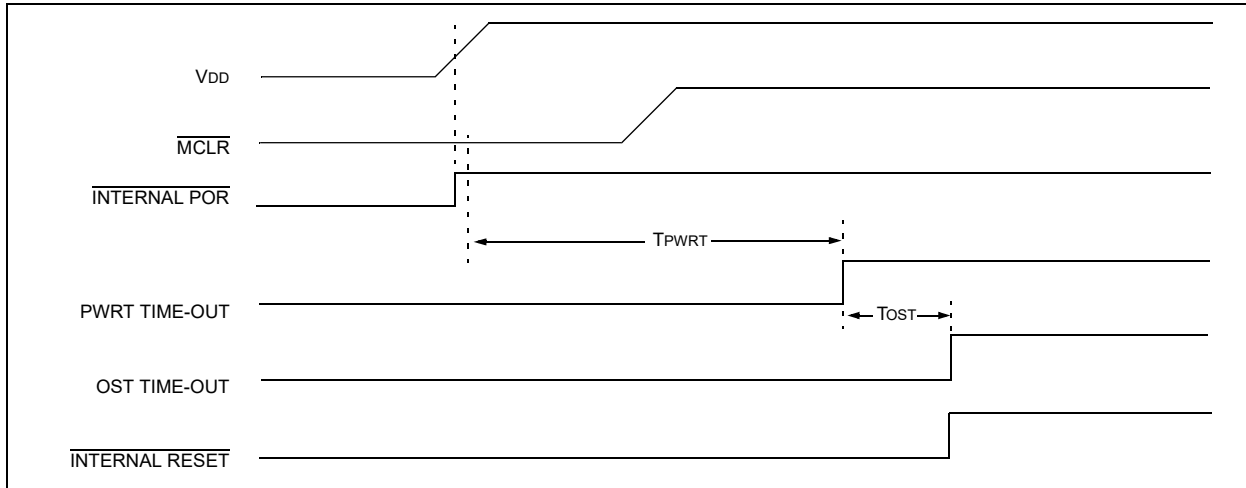 VDD
MCLR
INTERNAL POR
TPWRT
PWRT TIME-OUT
TOST
OST TIME-OUT
INTERNAL RESET